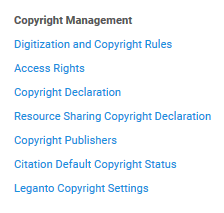 Copyright Management
Digitization and Copyright Rules
Access Rights
Copyright Declaration
Resource Sharing Copyright Declaration
Copyright Publishers
Citation Default Copyright Status
Leganto Copyright Settings